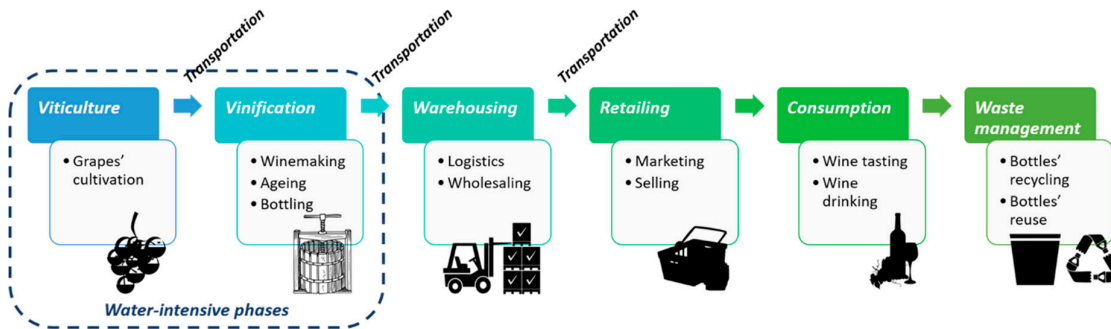 Transportation
Transportation
Transportation
Viticulture
Vinification
Warehousing
Retailing
Consumption
Waste
management
• Grapes’
cultivation
• Winemaking
• Ageing
• Bottling
• Logistics
• Wholesaling
• Marketing
• Selling
• Wine tasting
• Wine
drinking
• Bottles’
recycling
• Bottles’
reuse
Water-intensive phases